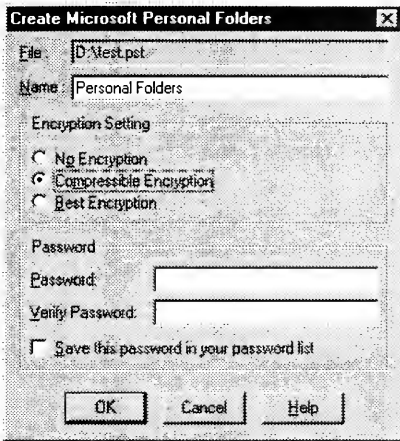 Create Microsoft Personal Folders
File: D:\test.pst
Name: Personal Folders
Encryption Setting
No Encryption
Compressible Encryption
Best Encryption
Password
Password:
Verify Password:
Save this password in your password list
OK Cancel Help